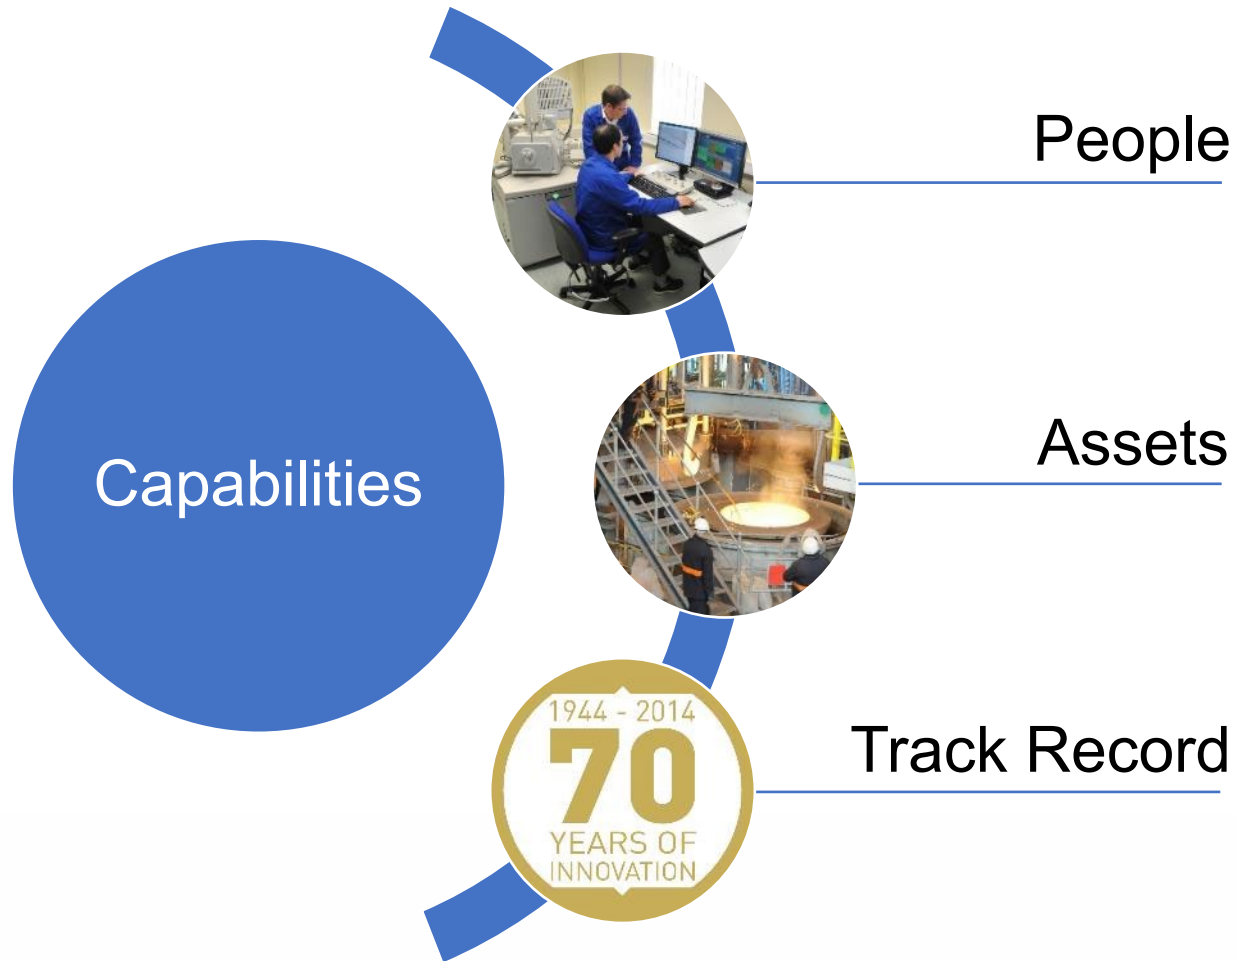 People
Capabilities
Assets
1944 - 2014
70
YEARS OF
INNOVATION
Track Record